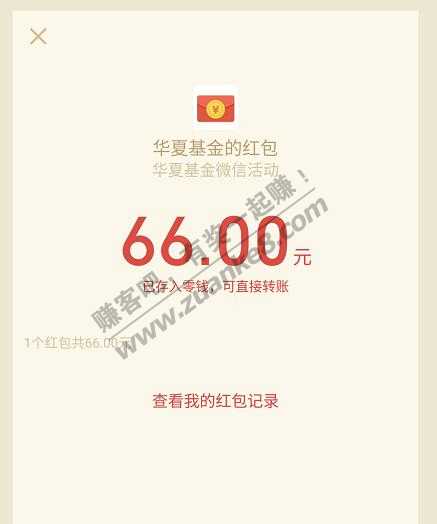 ¥
华夏基金的红包
华夏基金微信活动
66.00元
已存入零钱，可直接转账
1个红包共66.00元
查看我的红包记录
赚客吧，有奖一起赚！
www.zuanke8.com